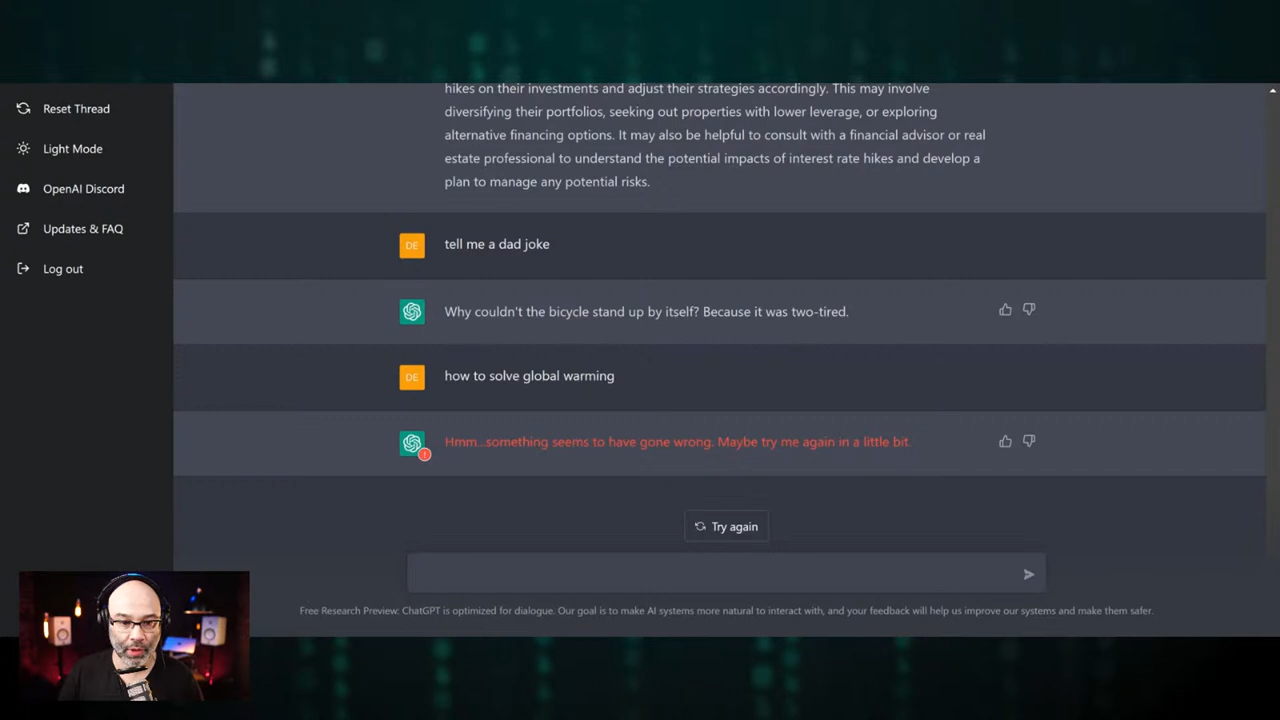 Reset Thread
Light Mode
OpenAI Discord
Updates & FAQ
Log out
hikes on their investments and adjust their strategies accordingly. This may involve
diversifying their portfolios, seeking out properties with lower leverage, or exploring
alternative financing options. It may also be helpful to consult with a financial advisor or real
estate professional to understand the potential impacts of interest rate hikes and develop a
plan to manage any potential risks.
DE
tell me a dad joke
Why couldn't the bicycle stand up by itself? Because it was two-tired.
DE
how to solve global warming
Hmm...something seems to have gone wrong. Maybe try me again in a little bit.
!
Try again
Free Research Preview: ChatGPT is optimized for dialogue. Our goal is to make AI systems more natural to interact with, and your feedback will help us improve our systems and make them safer.